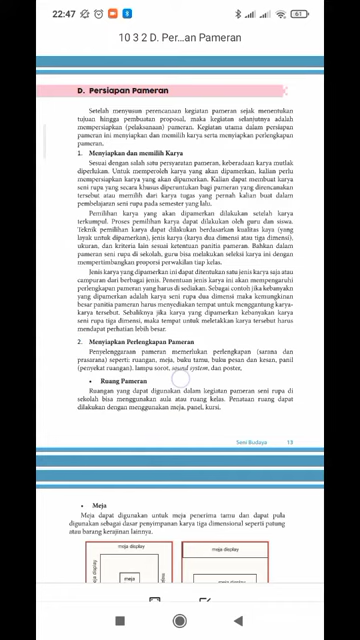 22:47
61
10 3 2 D. Per...an Pameran
D. Persiapan Pameran
Setelah menyusun perencanaan kegiatan pameran sejak menentukan
tujuan hingga pembuatan proposal, maka kegiatan selanjutnya adalah
mempersiapkan (pelaksanaan) pameran. Kegiatan utama dalam persiapan
pameran ini menyiapkan dan memilih karya serta menyiapkan perlengkapan
pameran.
1. Menyiapkan dan memilih Karya
Sesuai dengan salah satu persyaratan pameran, keberadaan karya mutlak
diperlukan. Untuk memperoleh karya yang akan dipamerkan, kalian perlu
mempersiapkan karya yang akan dipamerkan. Kalian dapat membuat karya
seni rupa yang secara khusus diperuntukan bagi pameran yang direncanakan
tersebut atau memilih dari karya tugas yang pernah kalian buat dalam
pembelajaran seni rupa pada semester yang lalu.
Pemilihan karya yang akan dipamerkan dilakukan setelah karya
terkumpul. Proses pemilihan karya dapat dilakukan oleh guru dan siswa.
Teknik pemilihan karya dapat dilakukan berdasarkan kualitas kaya (yang
layak untuk dipamerkan), jenis karya (karya dua dimensi atau tiga dimensi),
ukuran, dan kriteria lain sesuai ketentuan panitia pameran. Bahkan dalam
pameran seni rupa di sekolah, guru bisa melakukan seleksi karya ini dengan
mempertimbangkan proporsi perwakilan tiap kelas.
Jenis karya yang dipamerkan ini dapat ditentukan satu jenis karya saja atau
campuran dari berbagai jenis. Penentuan jenis karya ini akan mempengaruhi
perlengkapan pameran yang harus di sediakan. Sebagai contoh jika kebanyakn
yang dipamerkan adalah karya seni rupa dua dimensi maka kemungkinan
besar panitia pameran harus menyediakan tempat untuk menggantung karya-
karya tersebut. Sebaliknya jika karya yang dipamerkan kebanyakan karya
seni rupa tiga dimensi, maka tempat untuk meletakkan karya tersebut harus
mendapat perhatian lebih besar.
2. Menyiapkan Perlengkapan Pameran
Penyelenggaraan pameran memerlukan perlengkapan (sarana dan
prasarana) seperti: ruangan, meja, buku tamu, buku pesan dan kesan, panil
(penyekat ruangan), lampu sorot, sound system, dan poster,
• Ruang Pameran
Ruangan yang dapat digunakan dalam kegiatan pameran seni rupa di
sekolah bisa menggunakan aula atau ruang kelas. Penataan ruang dapat
dilakukan dengan menggunakan meja, panel, kursi,
Seni Budaya 13
• Meja
Meja dapat digunakan untuk meja penerima tamu dan dapat pula
digunakan sebagai dasar penyimpanan karya tiga dimensional seperti patung
atau barang kerajinan lainnya.
meja display
meja display
meja